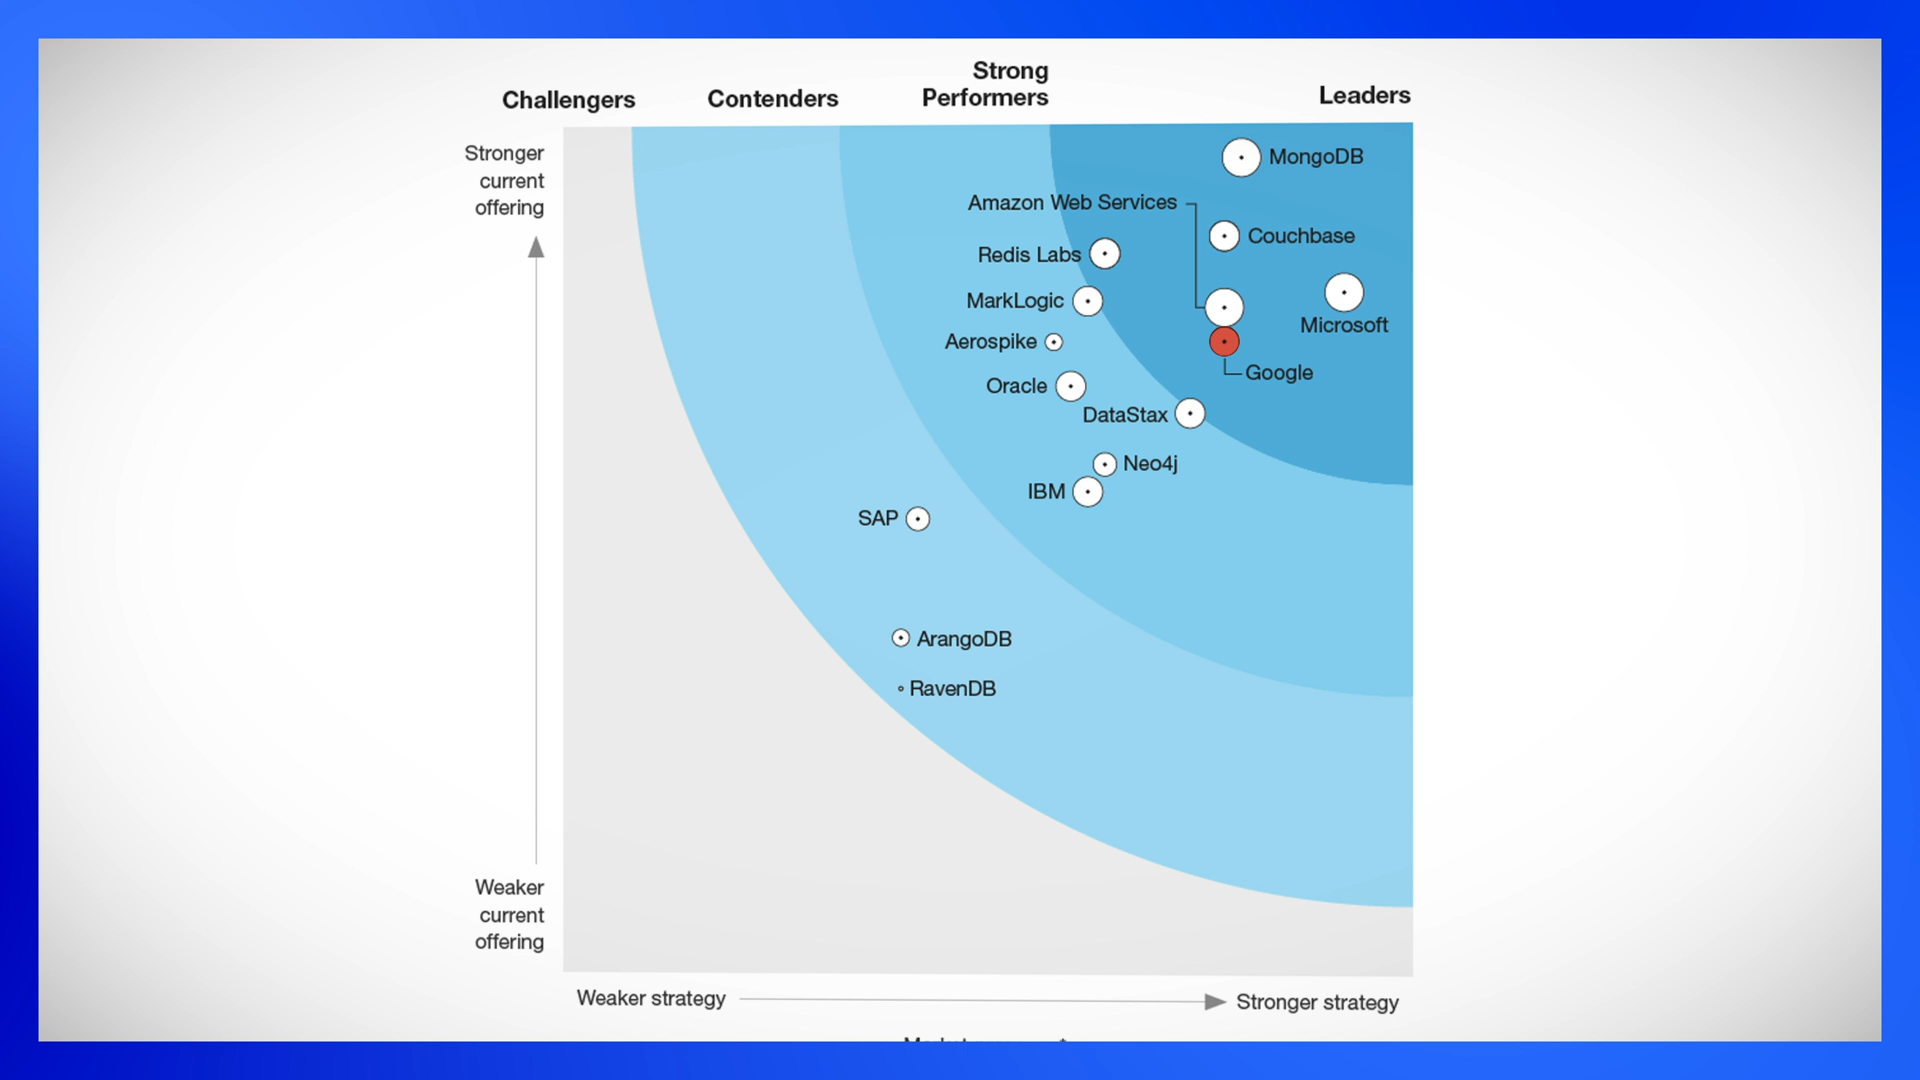 Challengers
Contenders
Strong
Performers
Leaders
Stronger
current
offering
MongoDB
Amazon Web Services
Couchbase
Redis Labs
MarkLogic
Microsoft
Aerospike
Google
Oracle
DataStax
Neo4j
IBM
SAP
ArangoDB
RavenDB
Weaker
current
offering
Weaker strategy
Stronger strategy